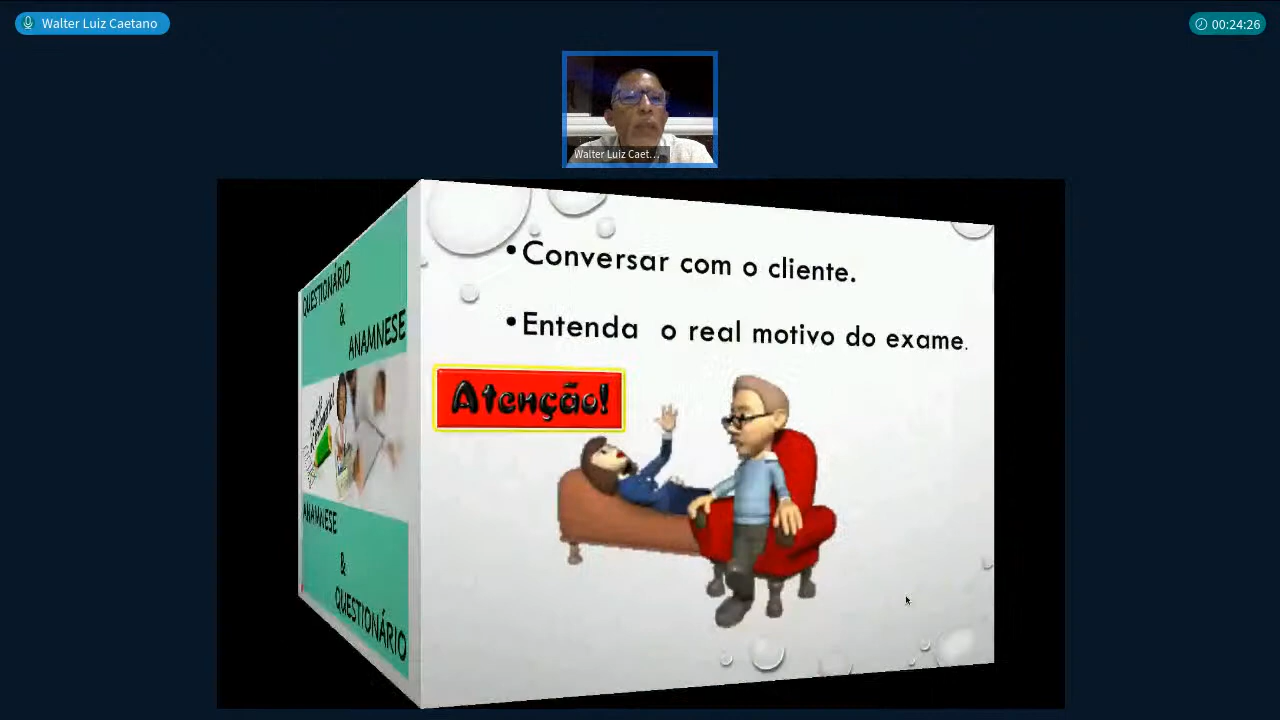 Walter Luiz Caetano
00:24:26
Walter Luiz Caet...
• Conversar com o cliente.
• Entenda o real motivo do exame.
Atenção!
QUESTIONÁRIO
&
ANAMNESE
ANAMNESE
&
QUESTIONÁRIO